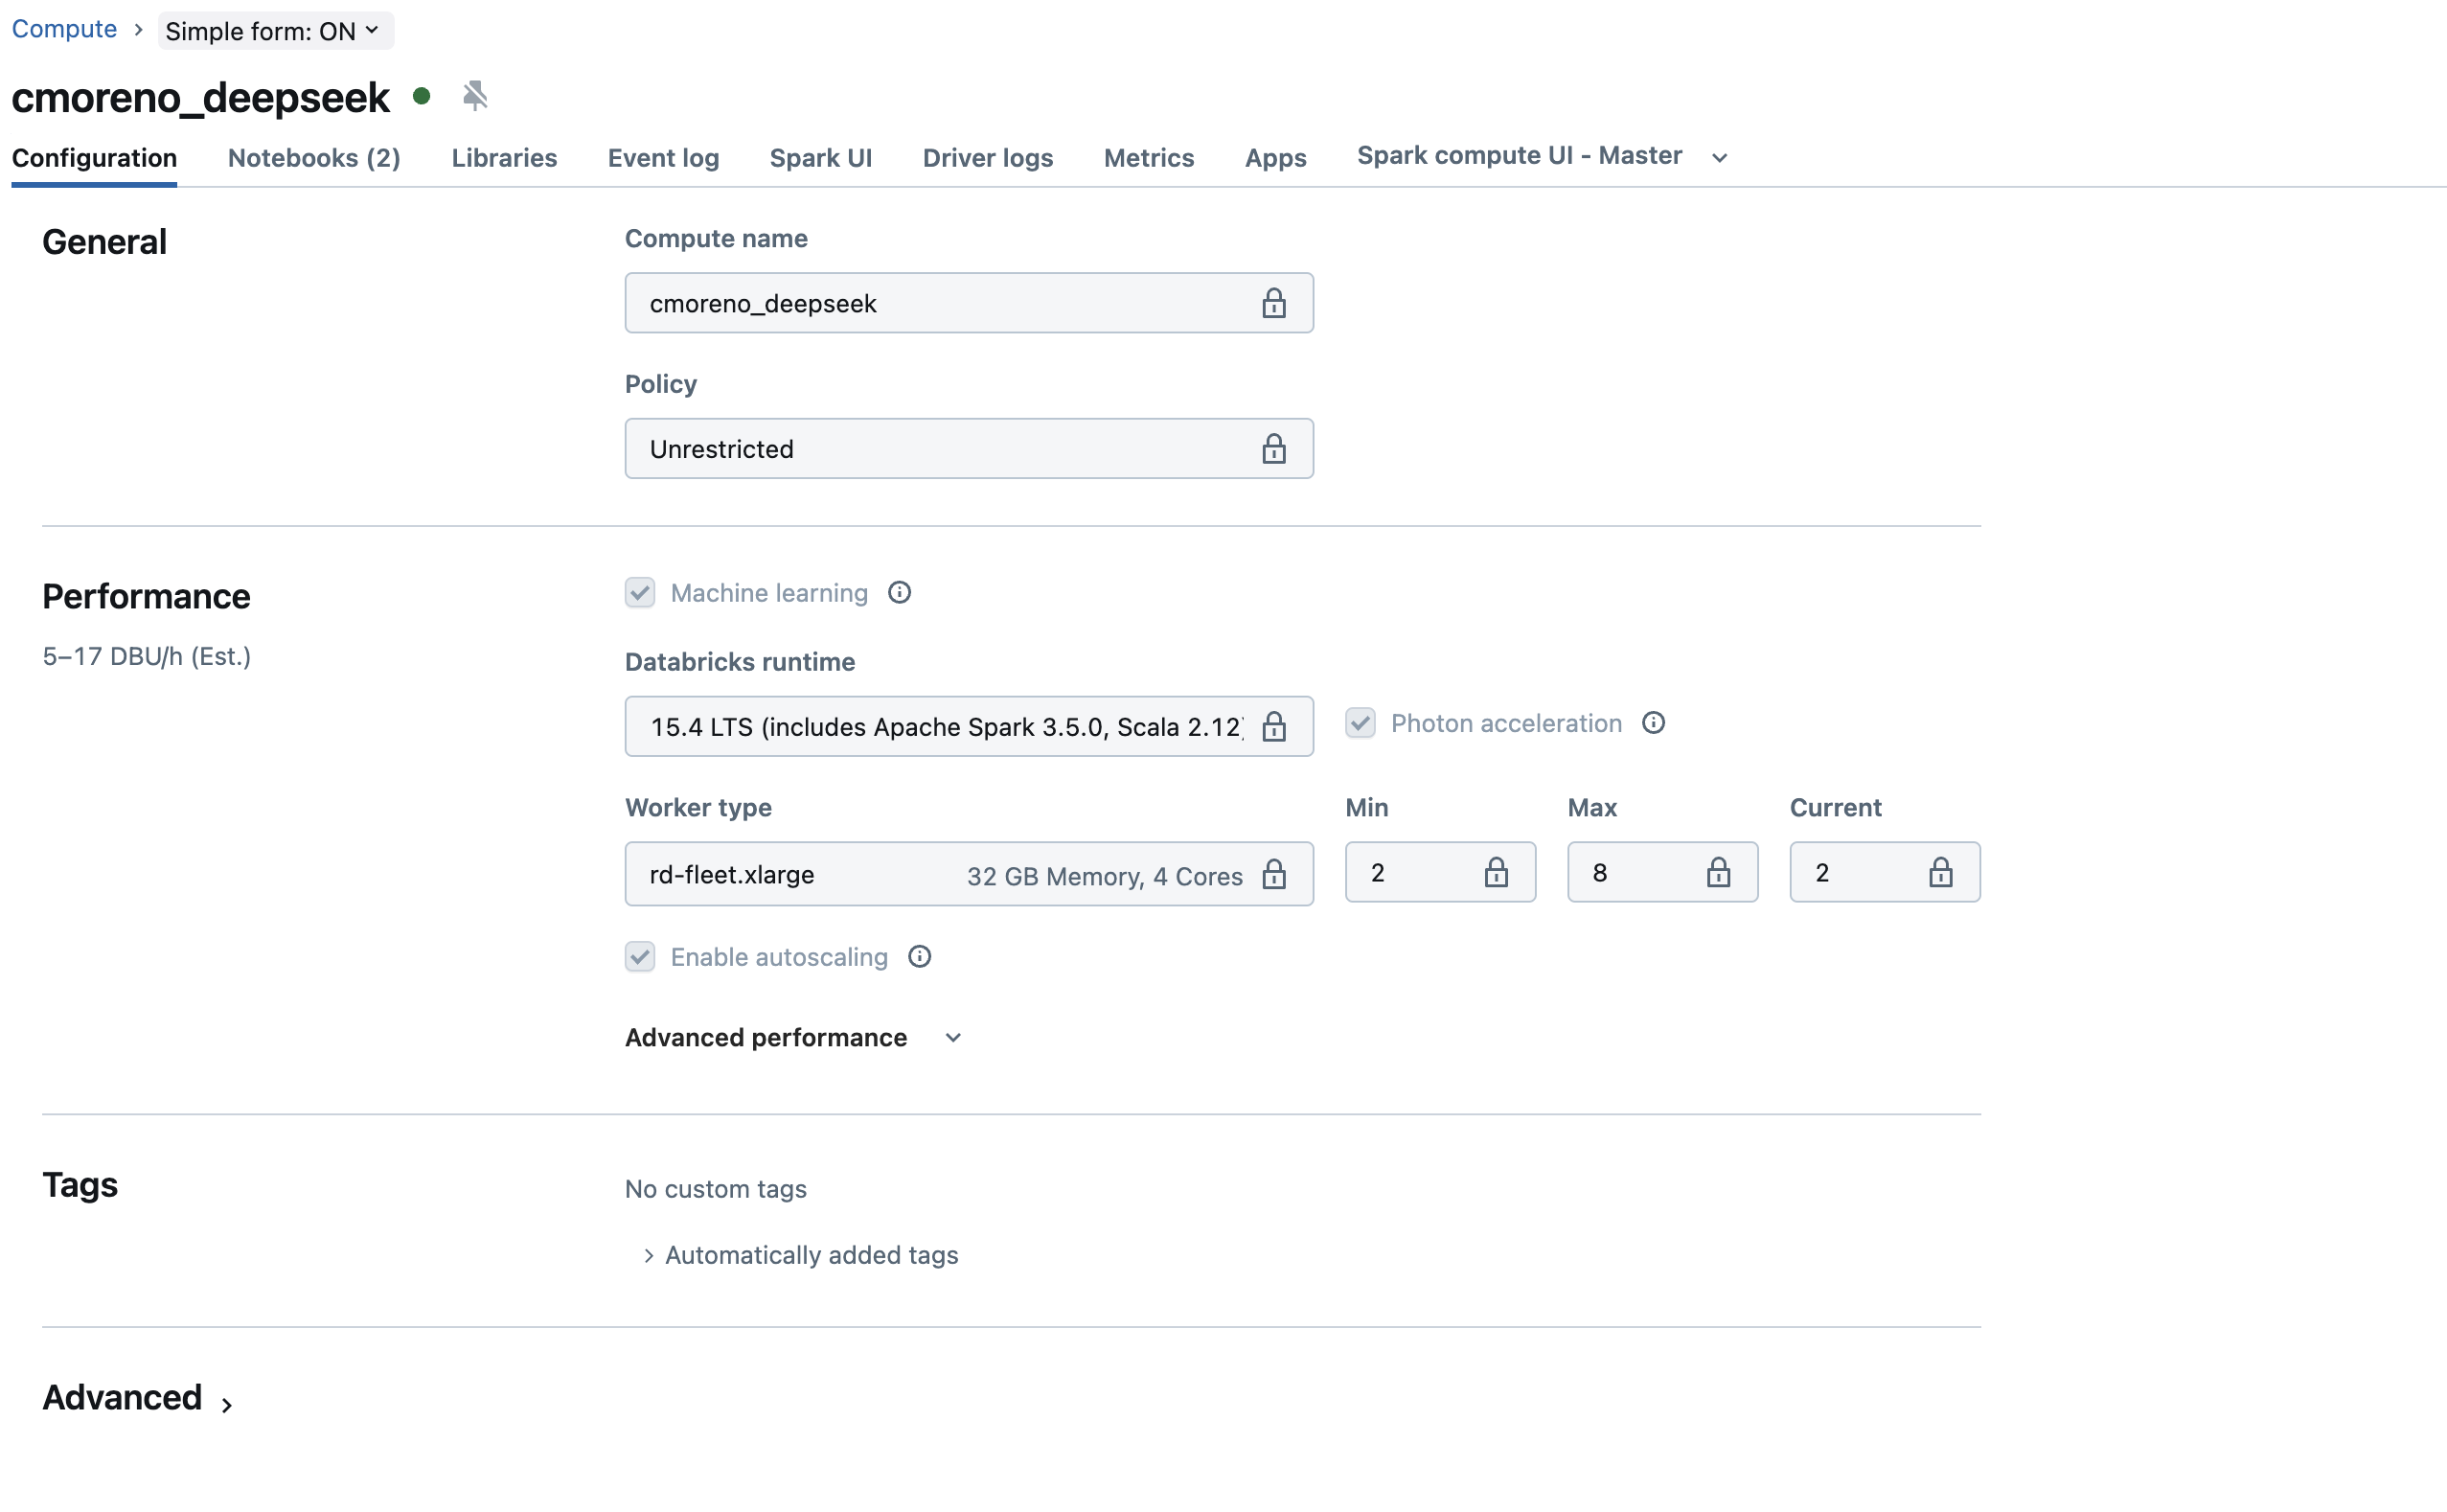 Compute
Simple form: ON
cmoreno_deepseek
Configuration Notebooks (2) Libraries Event log Spark UI Driver logs Metrics Apps Spark compute UI - Master
General
Compute name
cmoreno_deepseek
Policy
Unrestricted
Performance
5–17 DBU/h (Est.)
Machine learning
Databricks runtime
15.4 LTS (includes Apache Spark 3.5.0, Scala 2.12)
Photon acceleration
Worker type Min Max Current
rd-fleet.xlarge 32 GB Memory, 4 Cores 2 8 2
Enable autoscaling
Advanced performance
Tags
No custom tags
Automatically added tags
Advanced